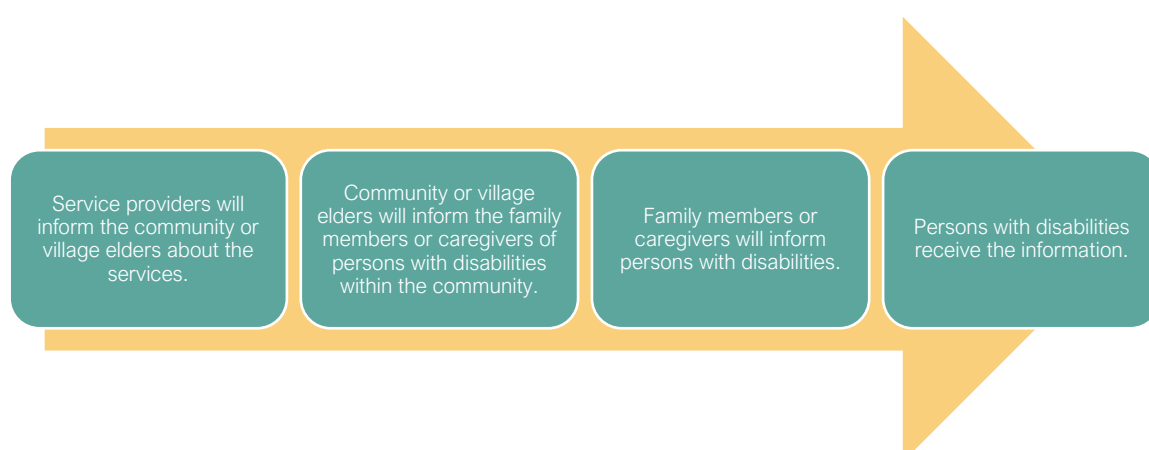 Service providers will
inform the community or
village elders about the
services.
Community or village
elders will inform the family
members or caregivers of
persons with disabilities
within the community.
Family members or
caregivers will inform
persons with disabilities.
Persons with disabilities
receive the information.